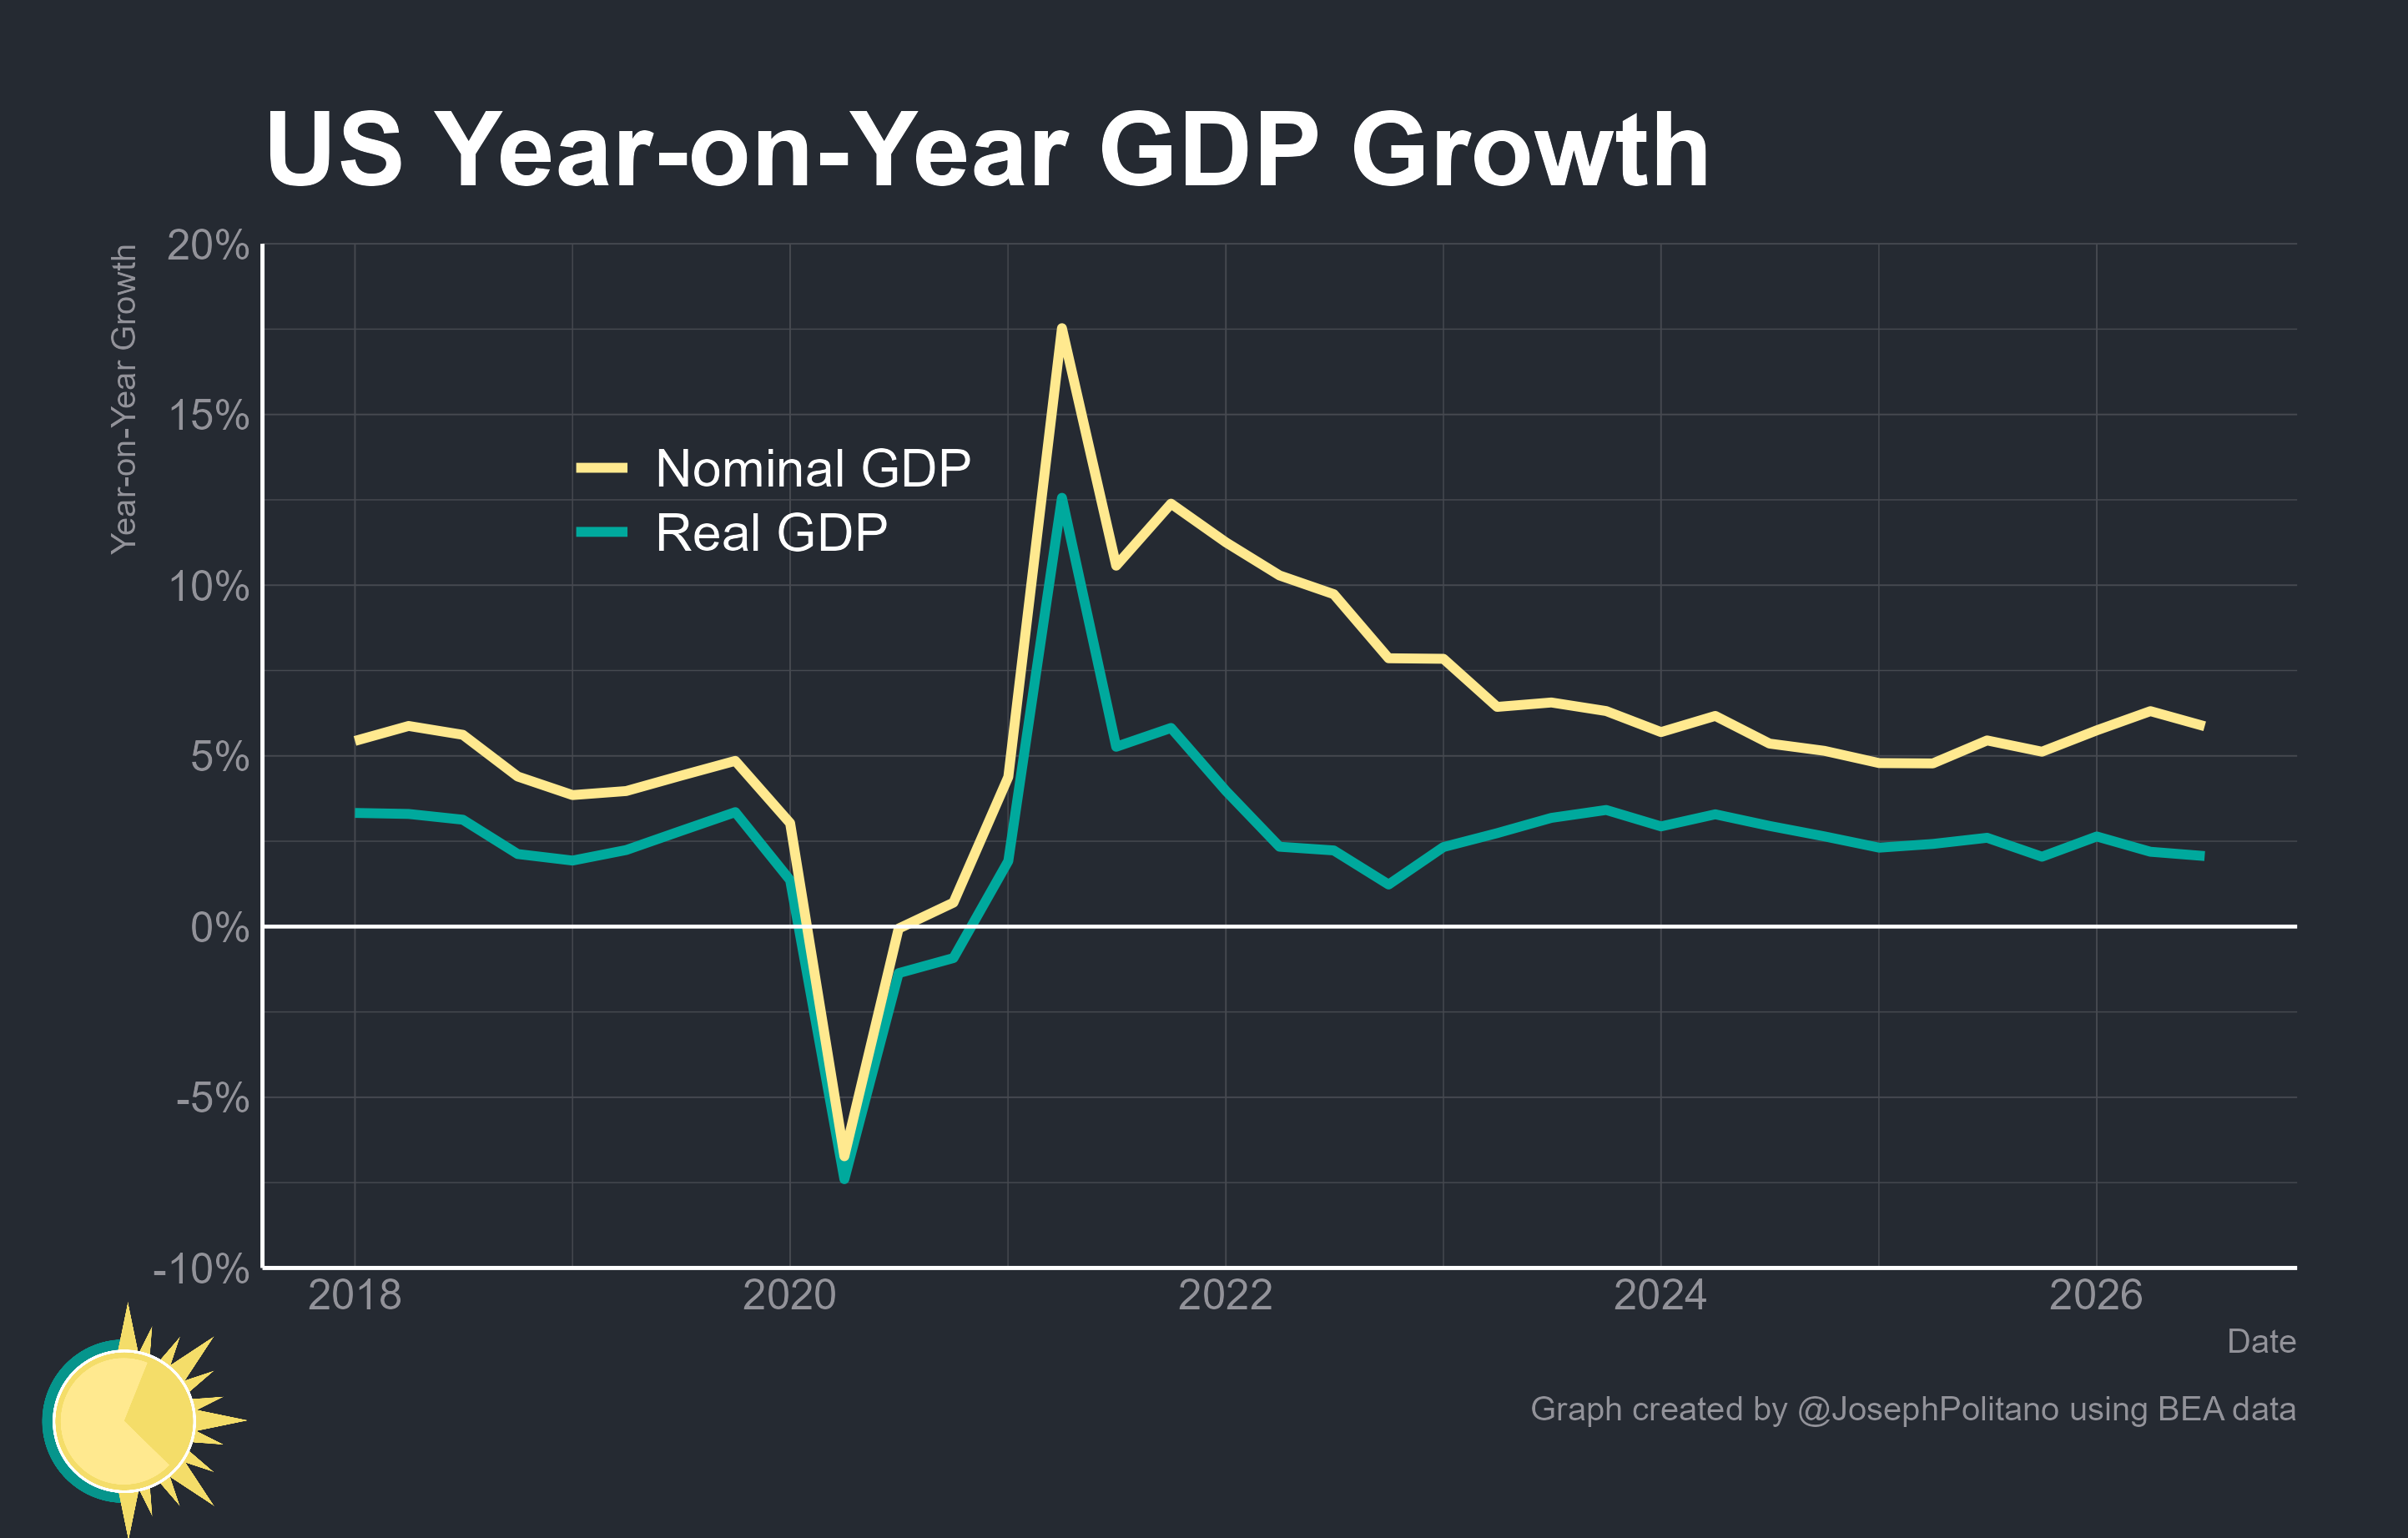 US Year-on-Year GDP Growth
Year-on-Year Growth
20%
15%
10%
5%
0%
-5%
-10%
Nominal GDP
Real GDP
2018
2020
2022
2024
2026
Date
Graph created by @JosephPolitano using BEA data